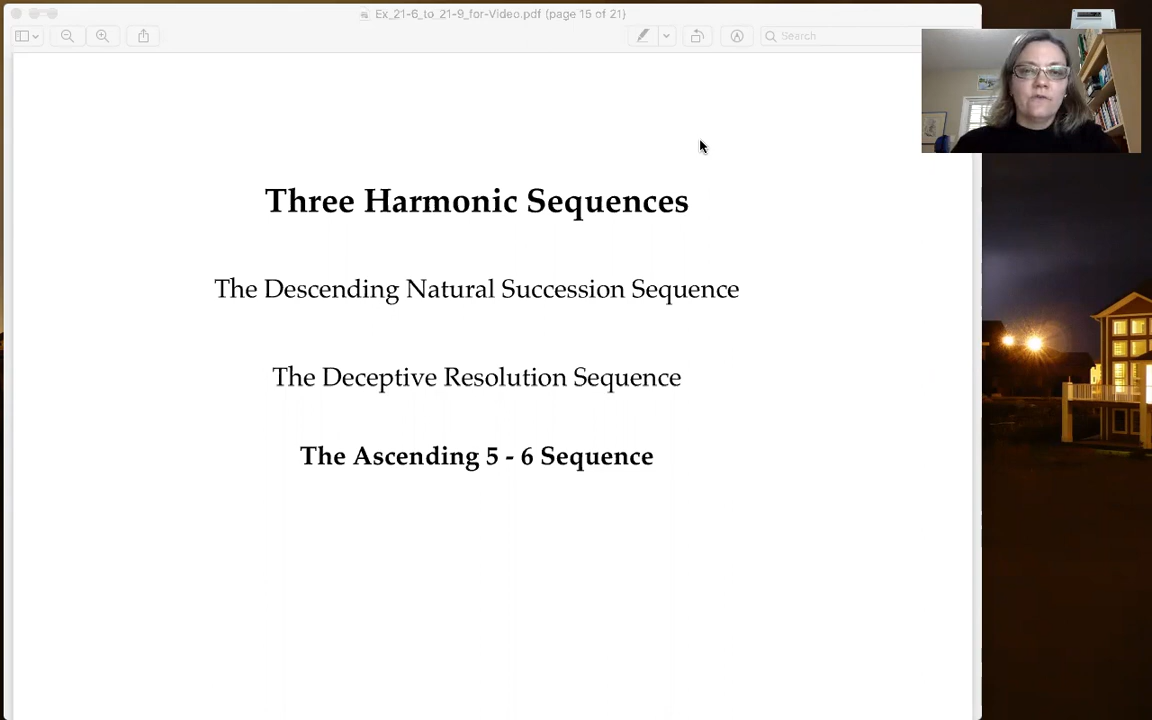 Ex_21-6_to_21-9_for-Video.pdf (page 15 of 21)
Search
Three Harmonic Sequences
The Descending Natural Succession Sequence
The Deceptive Resolution Sequence
The Ascending 5 - 6 Sequence